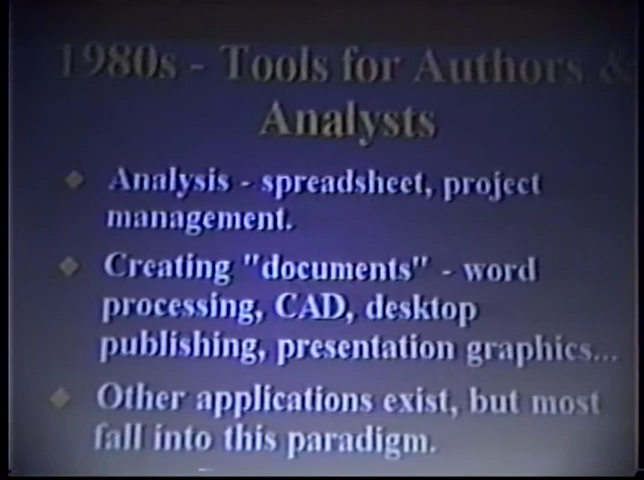 1980s - Tools for Authors &
Analysts
Analysis - spreadsheet, project
management.
Creating "documents" - word
processing, CAD, desktop
publishing, presentation graphics...
Other applications exist, but most
fall into this paradigm.